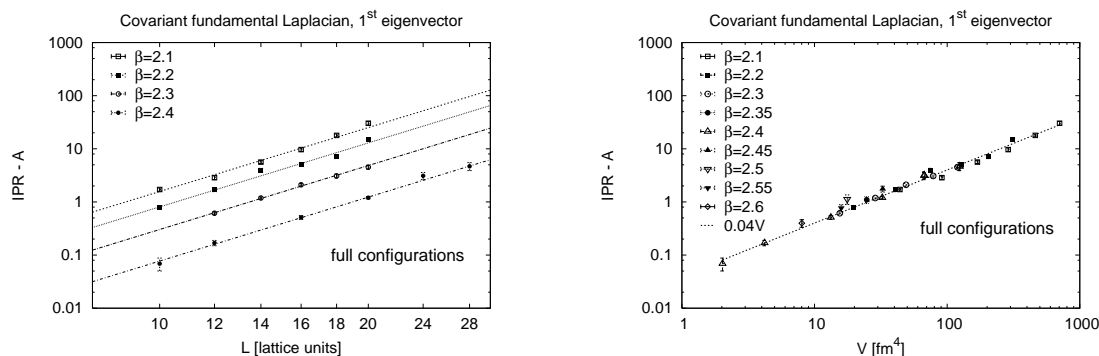 Covariant fundamental Laplacian, 1st eigenvector
1000
100
10
1
0.1
0.01
IPR - A
β=2.1
β=2.2
β=2.3
β=2.4
full configurations
10 12 14 16 18 20 24 28
L [lattice units]
Covariant fundamental Laplacian, 1st eigenvector
1000
100
10
1
0.1
0.01
IPR - A
β=2.1
β=2.2
β=2.3
β=2.35
β=2.4
β=2.45
β=2.5
β=2.55
β=2.6
0.04V
full configurations
1 10 100 1000
V [fm4]